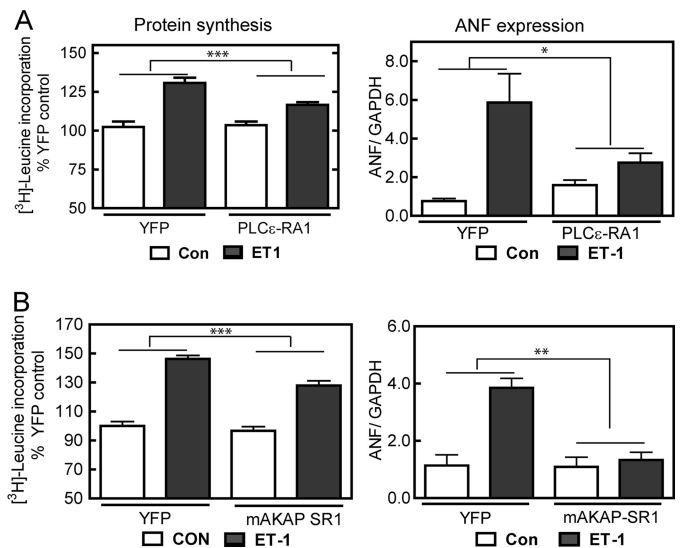 A
Protein synthesis
[³H]-Leucine incorporation
% YFP control
150
125
100
75
50
***
YFP
PLCε-RA1
Con
ET1
ANF expression
ANF/ GAPDH
8.0
6.0
4.0
2.0
0.0
*
YFP
PLCε-RA1
Con
ET-1
B
[³H]-Leucine incorporation
% YFP control
170
150
130
110
90
70
50
***
YFP
mAKAP SR1
CON
ET-1
ANF/ GAPDH
6.0
4.0
2.0
0.0
**
YFP
mAKAP-SR1
Con
ET-1